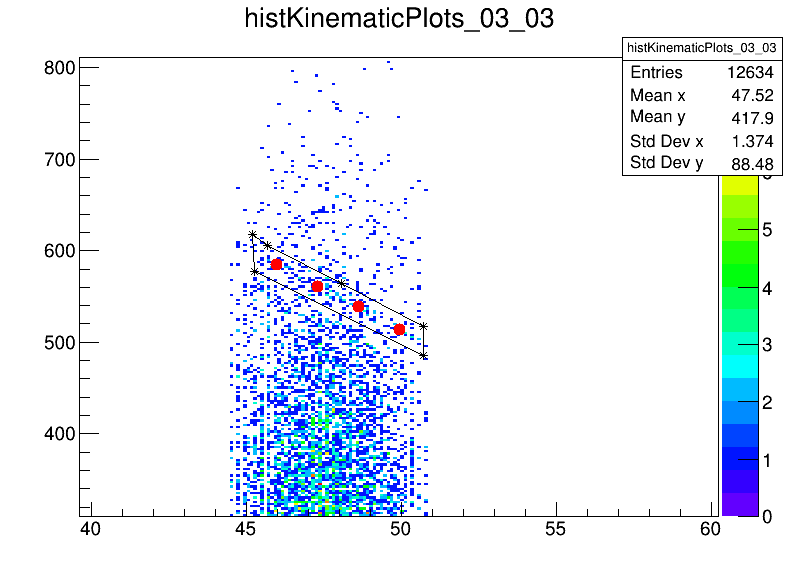 histKinematicPlots_03_03
histKinematicPlots_03_03
Entries 12634
Mean x 47.52
Mean y 417.9
Std Dev x 1.374
Std Dev y 88.48
800
700
600
500
400
40 45 50 55 60
5
4
3
2
1
0